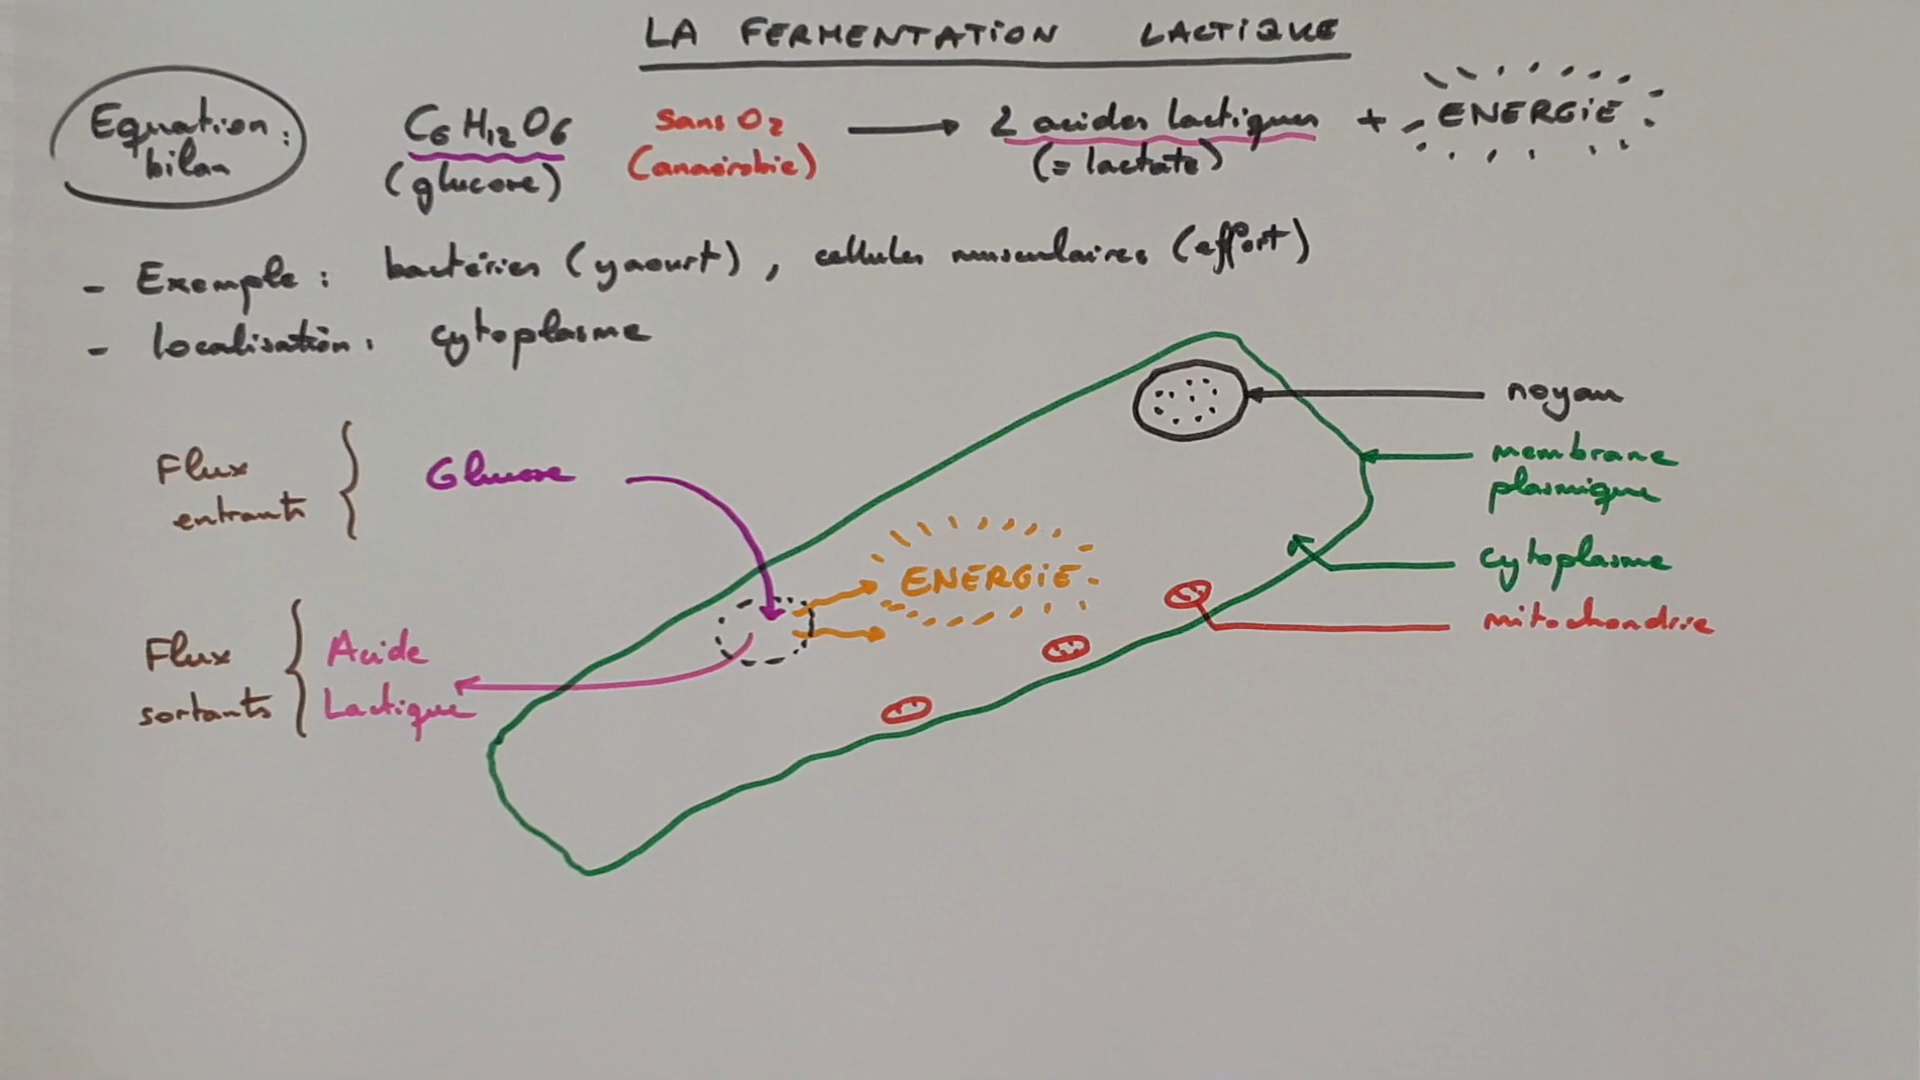 LA FERMENTATION LACTIQUE
Equation bilan :
C6H12O6 sans O2 → 2 acides lactiques + ENERGIE
(glucose) (anaérobie) (= lactate)
- Exemple : bactéries (yaourt), cellules musculaires (effort)
- localisation : cytoplasme
noyau
membrane
plasmique
Flux
entrants
Glucose
cytoplasme
ENERGIE
mitochondrie
Flux
sortants
Acide
Lactique